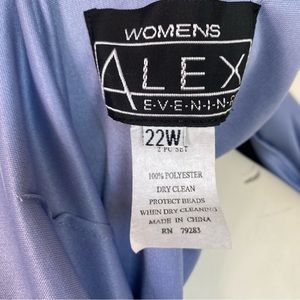 WOMENS
ALEX
E·V·E·N·I·N·G
22W
2 PC SET
100% POLYESTER
DRY CLEAN
PROTECT BEADS
WHEN DRY CLEANING
MADE IN CHINA
RN 79283